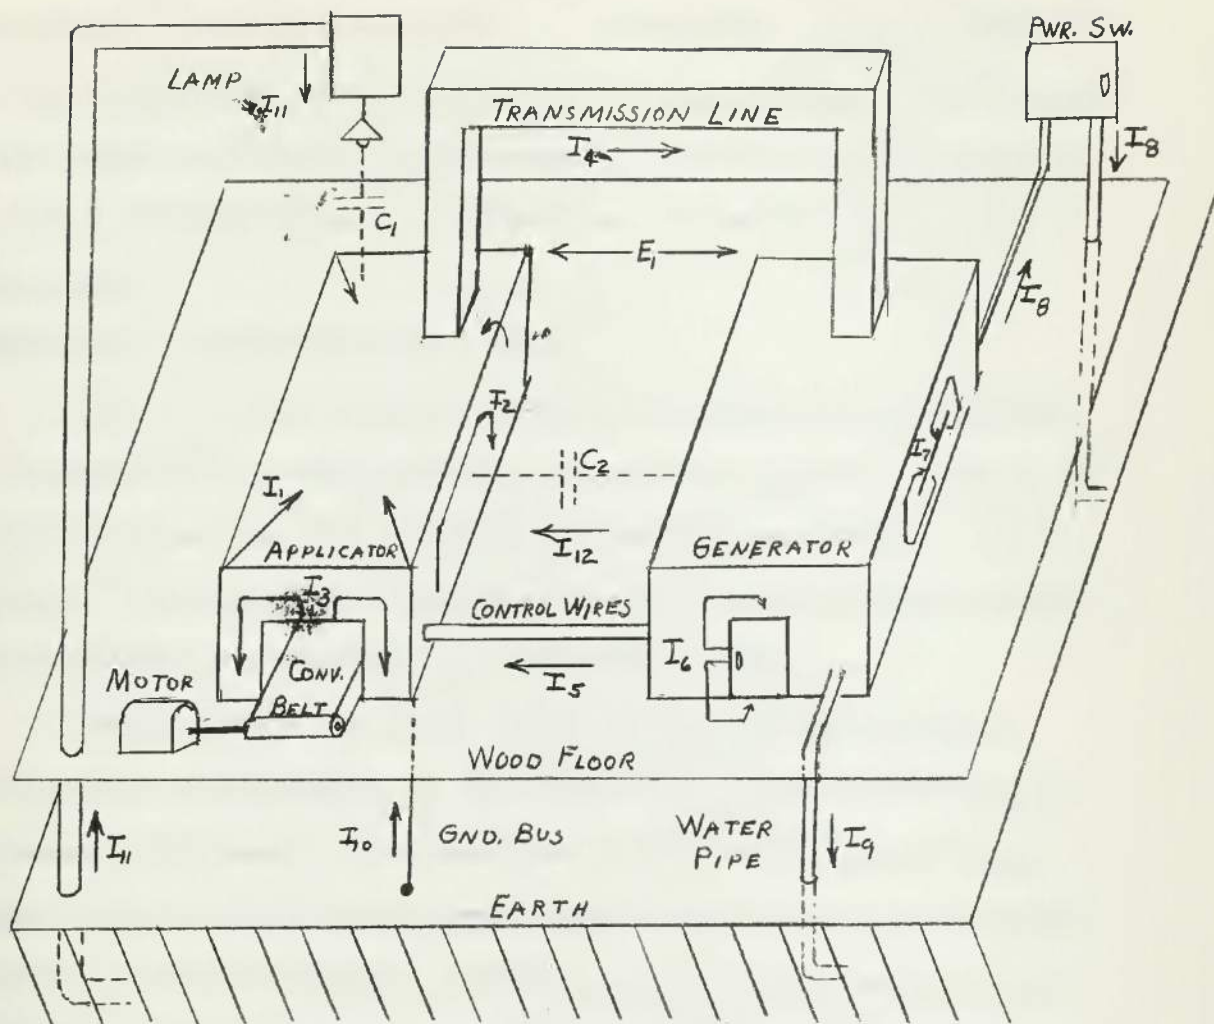 PWR. SW.
LAMP
I11
TRANSMISSION LINE
I4
I8
C1
E1
I8
I2
C2
I7
I1
APPLICATOR
I12
GENERATOR
I3
CONTROL WIRES
I6
CONV.
BELT
MOTOR
I5
WOOD FLOOR
I11
I10
GND. BUS
WATER
PIPE
I9
EARTH